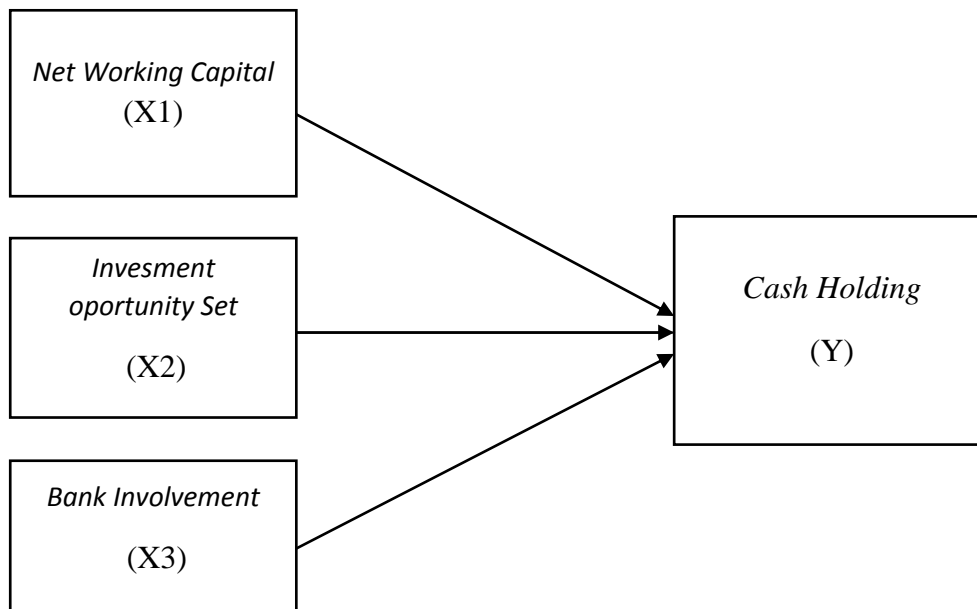 Net Working Capital
(X1)
Invesment
oportunity Set
(X2)
Bank Involvement
(X3)
Cash Holding
(Y)